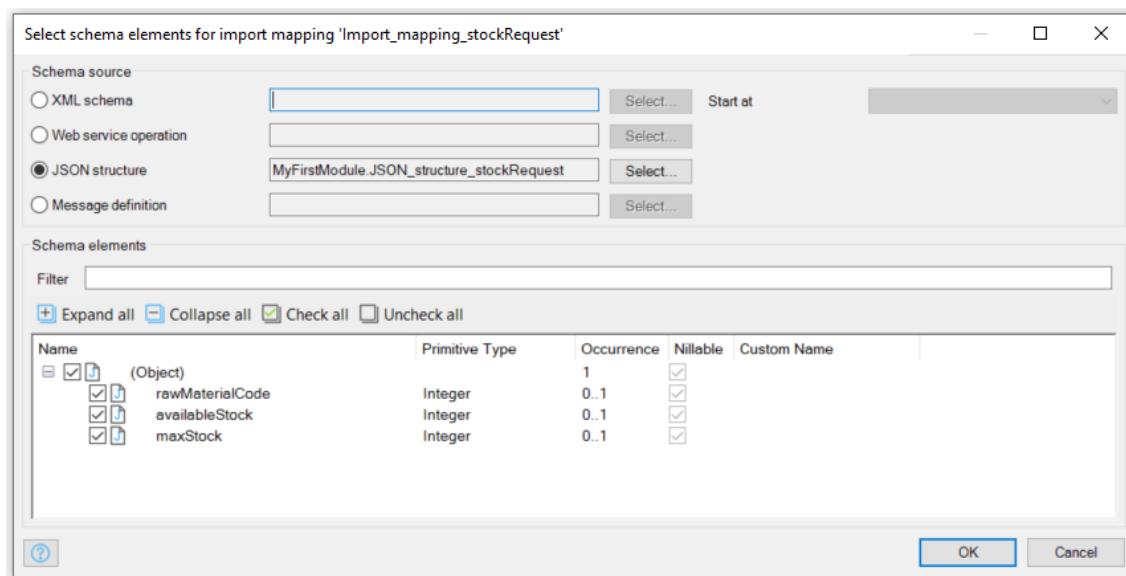 Select schema elements for import mapping 'Import_mapping_stockRequest'
Schema source
XML schema Select... Start at
Web service operation Select...
JSON structure MyFirstModule.JSON_structure_stockRequest Select...
Message definition Select...
Schema elements
Filter
Expand all Collapse all Check all Uncheck all
Name Primitive Type Occurrence Nillable Custom Name
(Object) 1
rawMaterialCode Integer 0..1
availableStock Integer 0..1
maxStock Integer 0..1
? OK Cancel